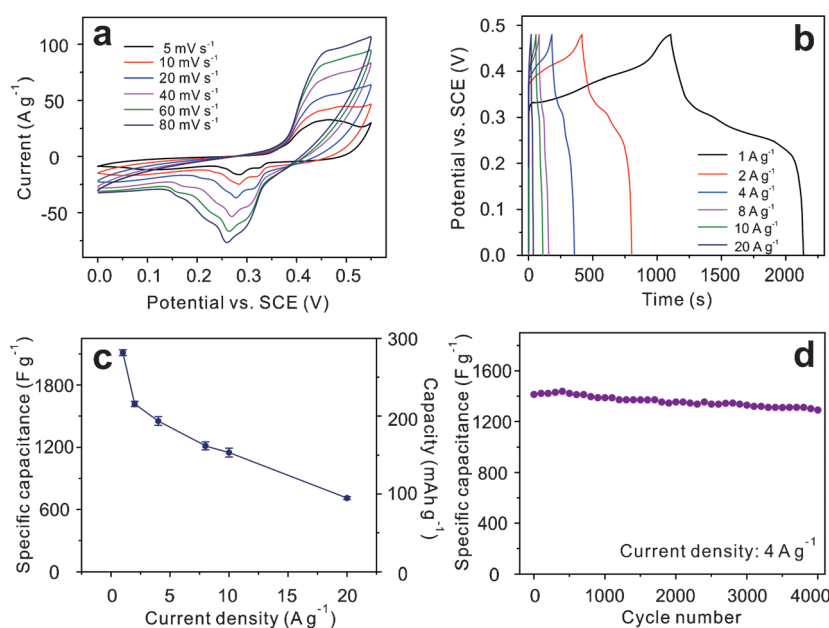 a
5 mV s⁻¹
10 mV s⁻¹
20 mV s⁻¹
40 mV s⁻¹
60 mV s⁻¹
80 mV s⁻¹
100
50
0
-50
Current (A g⁻¹)
0.0 0.1 0.2 0.3 0.4 0.5
Potential vs. SCE (V)
b
1 A g⁻¹
2 A g⁻¹
4 A g⁻¹
8 A g⁻¹
10 A g⁻¹
20 A g⁻¹
0.5
0.4
0.3
0.2
0.1
0.0
Potential vs. SCE (V)
0 500 1000 1500 2000
Time (s)
c
1800
1200
600
0
Specific capacitance (F g⁻¹)
300
200
100
0
Capacity (mAh g⁻¹)
0 5 10 15 20
Current density (A g⁻¹)
d
1600
1200
800
400
0
Specific capacitance (F g⁻¹)
Current density: 4 A g⁻¹
0 1000 2000 3000 4000
Cycle number